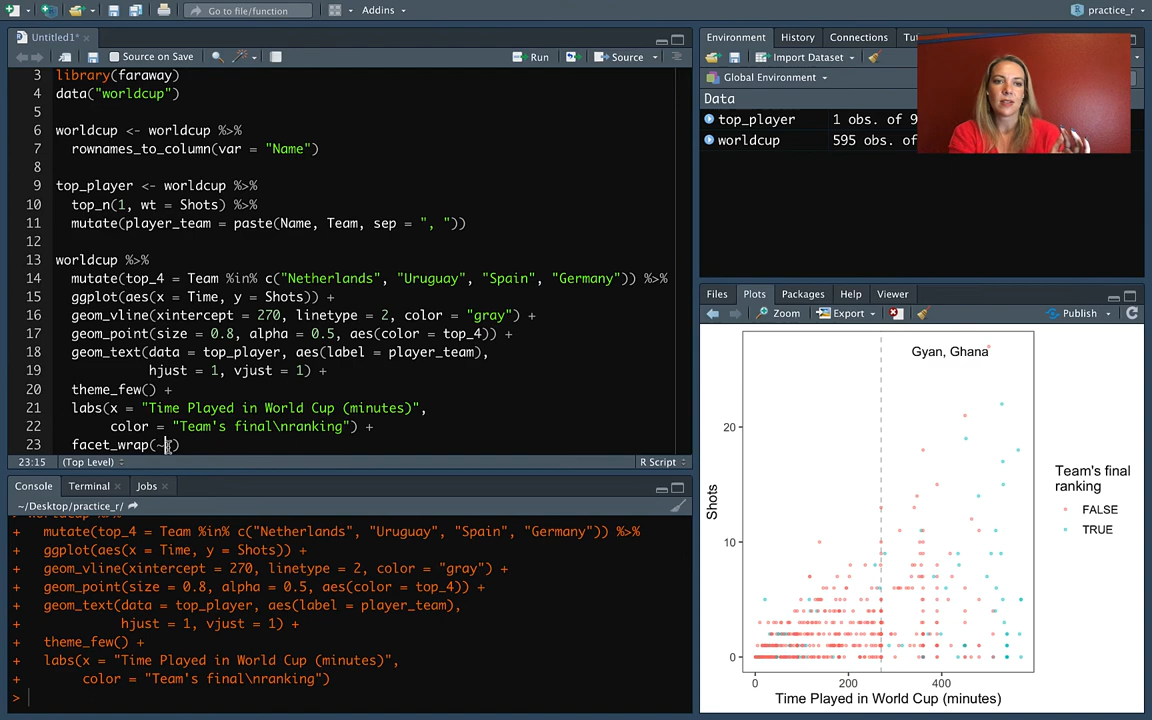 Go to file/function
Addins
practice_r
Untitled1*
Source on Save
Run
Source
3 library(faraway)
4 data("worldcup")
5
6 worldcup <- worldcup %>%
7 rownames_to_column(var = "Name")
8
9 top_player <- worldcup %>%
10 top_n(1, wt = Shots) %>%
11 mutate(player_team = paste(Name, Team, sep = ", "))
12
13 worldcup %>%
14 mutate(top_4 = Team %in% c("Netherlands", "Uruguay", "Spain", "Germany")) %>%
15 ggplot(aes(x = Time, y = Shots)) +
16 geom_vline(xintercept = 270, linetype = 2, color = "gray") +
17 geom_point(size = 0.8, alpha = 0.5, aes(color = top_4)) +
18 geom_text(data = top_player, aes(label = player_team),
19 hjust = 1, vjust = 1) +
20 theme_few() +
21 labs(x = "Time Played in World Cup (minutes)",
22 color = "Team's final\nranking") +
23 facet_wrap(~)
23:15 (Top Level) R Script
Console Terminal Jobs
~/Desktop/practice_r/
+ mutate(top_4 = Team %in% c("Netherlands", "Uruguay", "Spain", "Germany")) %>%
+ ggplot(aes(x = Time, y = Shots)) +
+ geom_vline(xintercept = 270, linetype = 2, color = "gray") +
+ geom_point(size = 0.8, alpha = 0.5, aes(color = top_4)) +
+ geom_text(data = top_player, aes(label = player_team),
+ hjust = 1, vjust = 1) +
+ theme_few() +
+ labs(x = "Time Played in World Cup (minutes)",
+ color = "Team's final\nranking")
>
Environment History Connections
Import Dataset
Global Environment
Data
top_player 1 obs. of 9
worldcup 595 obs. of
Files Plots Packages Help Viewer
Zoom Export Publish
Gyan, Ghana
20
10
0
Shots
0 200 400
Time Played in World Cup (minutes)
Team's final
ranking
FALSE
TRUE